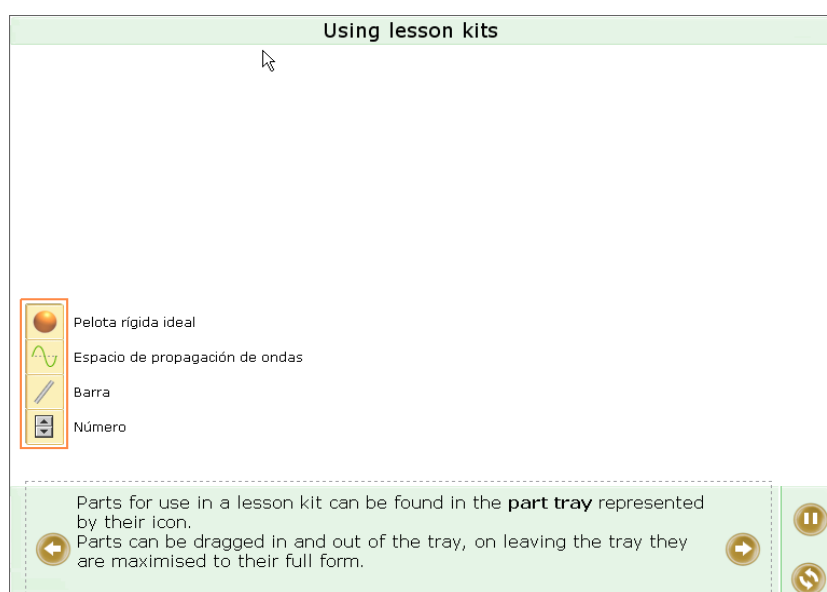 Using lesson kits
Pelota rígida ideal
Espacio de propagación de ondas
Barra
Número
Parts for use in a lesson kit can be found in the part tray represented
by their icon.
Parts can be dragged in and out of the tray, on leaving the tray they
are maximised to their full form.